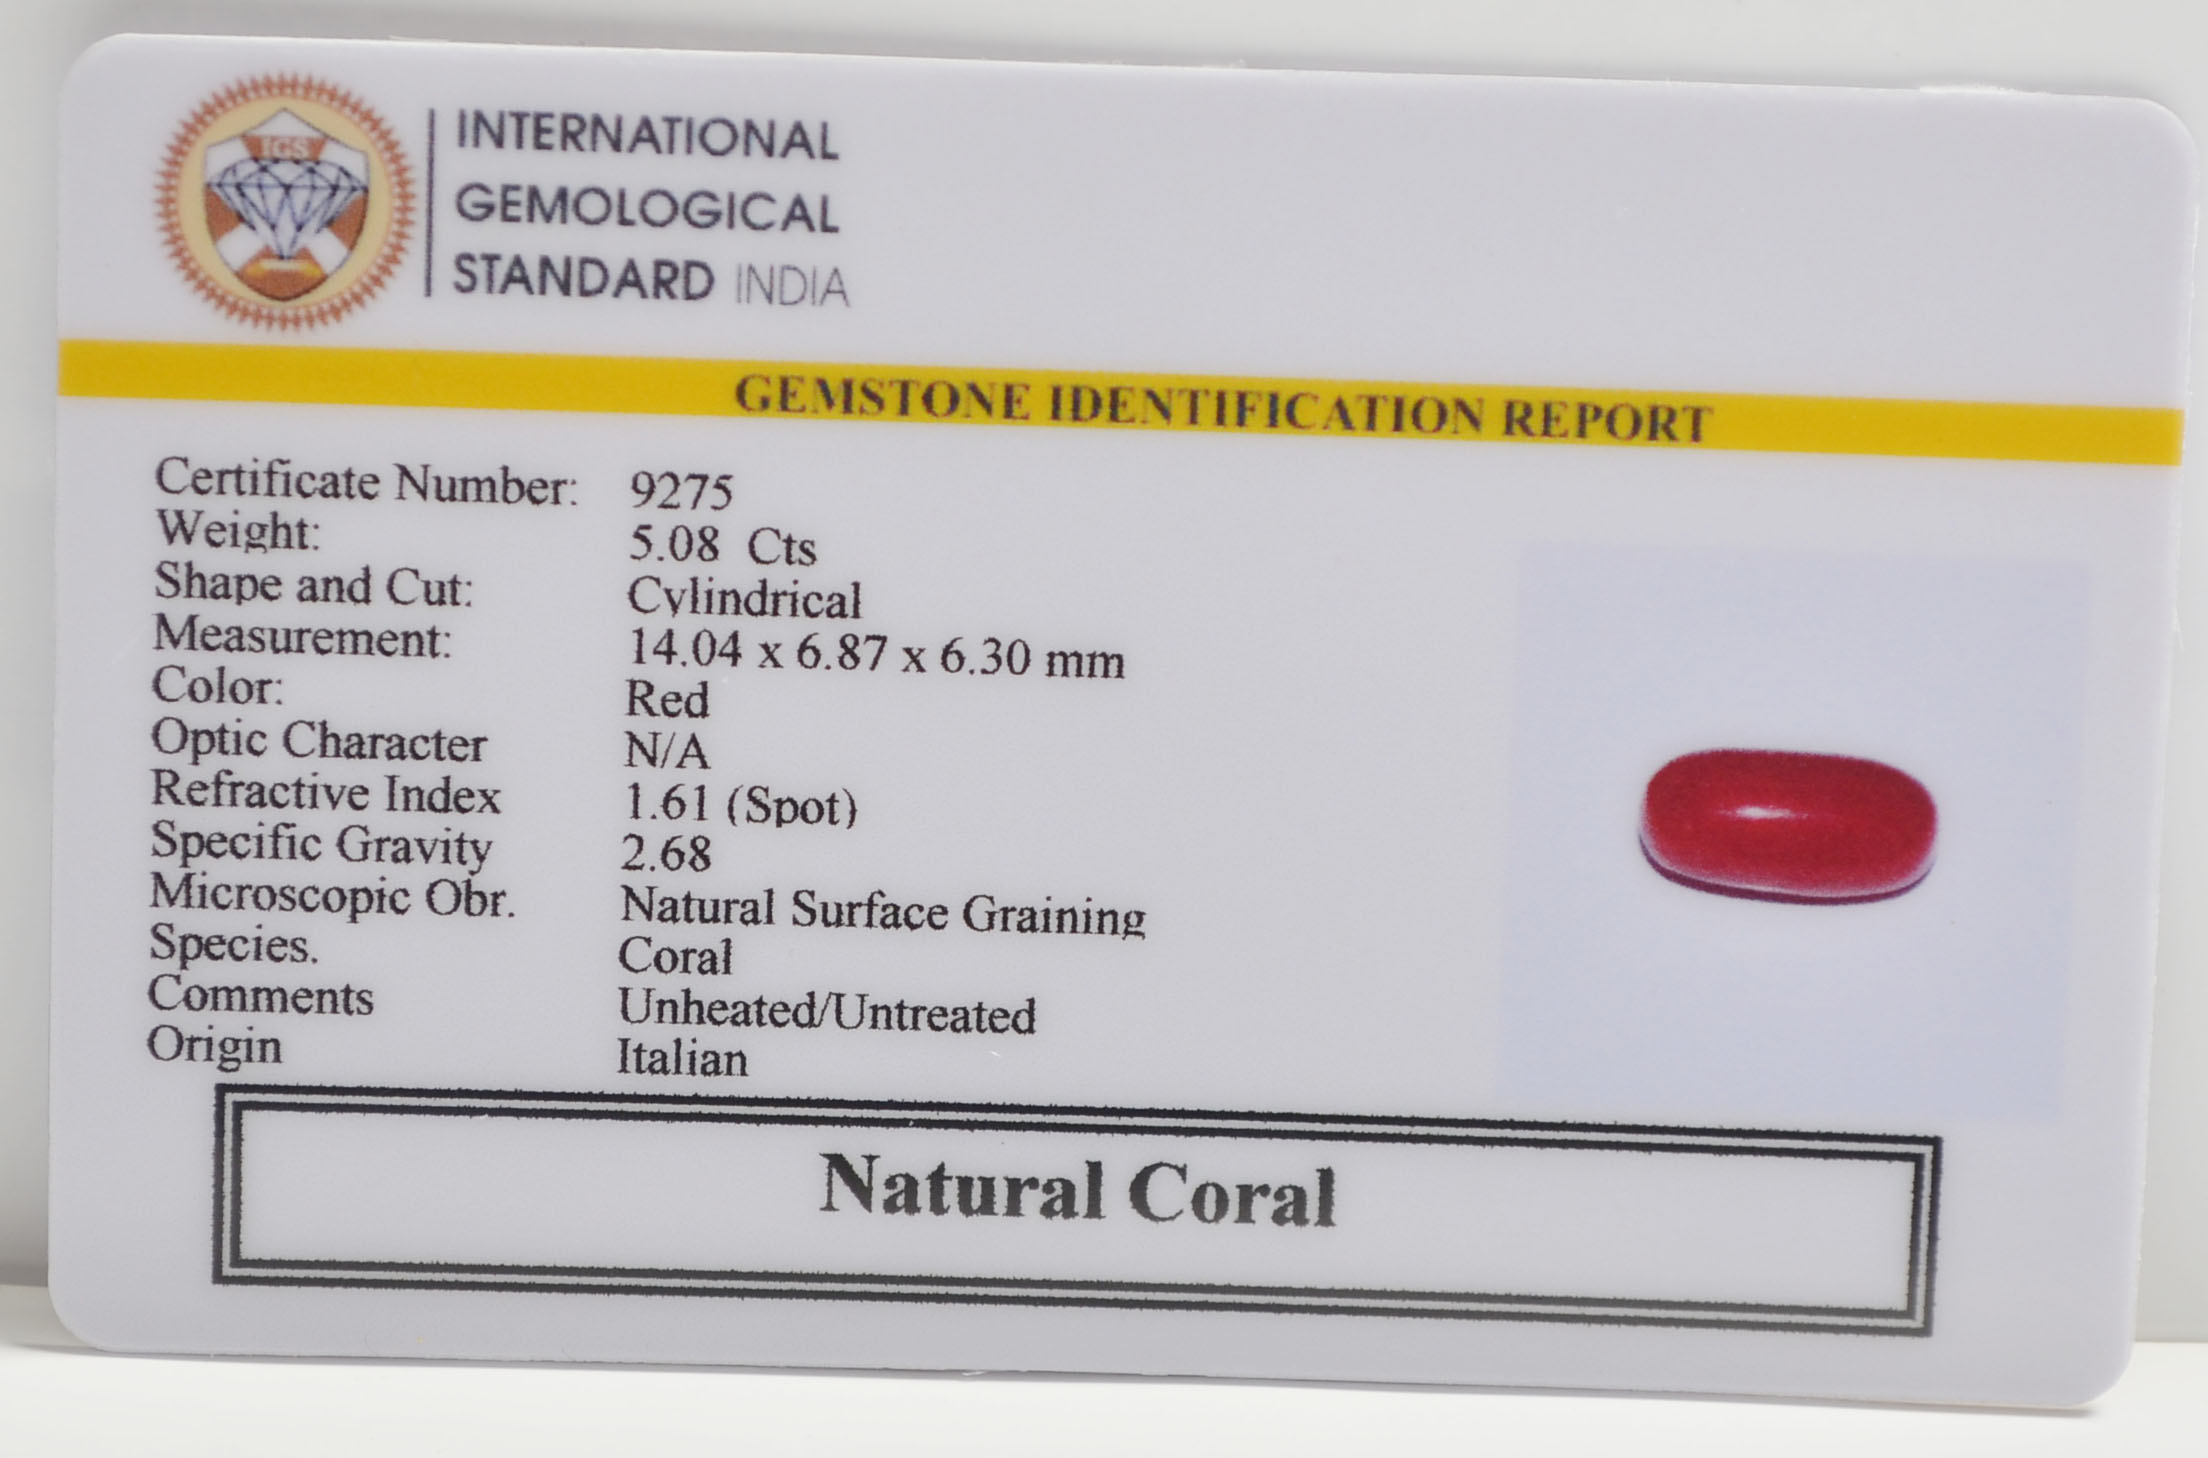 IGS
INTERNATIONAL
GEMOLOGICAL
STANDARD INDIA
GEMSTONE IDENTIFICATION REPORT
Certificate Number: 9275
Weight: 5.08 Cts
Shape and Cut: Cylindrical
Measurement: 14.04 x 6.87 x 6.30 mm
Color: Red
Optic Character N/A
Refractive Index 1.61 (Spot)
Specific Gravity 2.68
Microscopic Obr. Natural Surface Graining
Species. Coral
Comments Unheated/Untreated
Origin Italian
Natural Coral